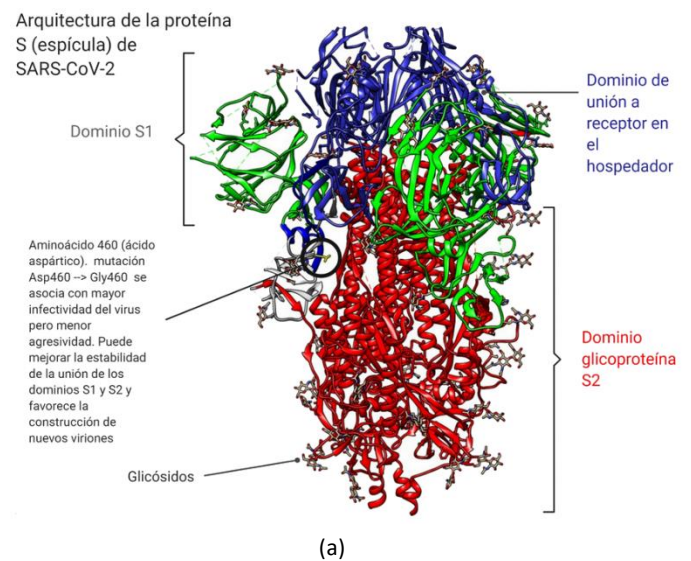 Arquitectura de la proteína
S (espícula) de
SARS-CoV-2
Dominio S1
Dominio de
unión a
receptor en
el
hospedador
Aminoácido 460 (ácido
aspártico). mutación
Asp460 --> Gly460 se
asocia con mayor
infectividad del virus
pero menor
agresividad. Puede
mejorar la estabilidad
de la unión de los
dominios S1 y S2 y
favorece la
construcción de
nuevos viriones
Dominio
glicoproteína
S2
Glicósidos
(a)